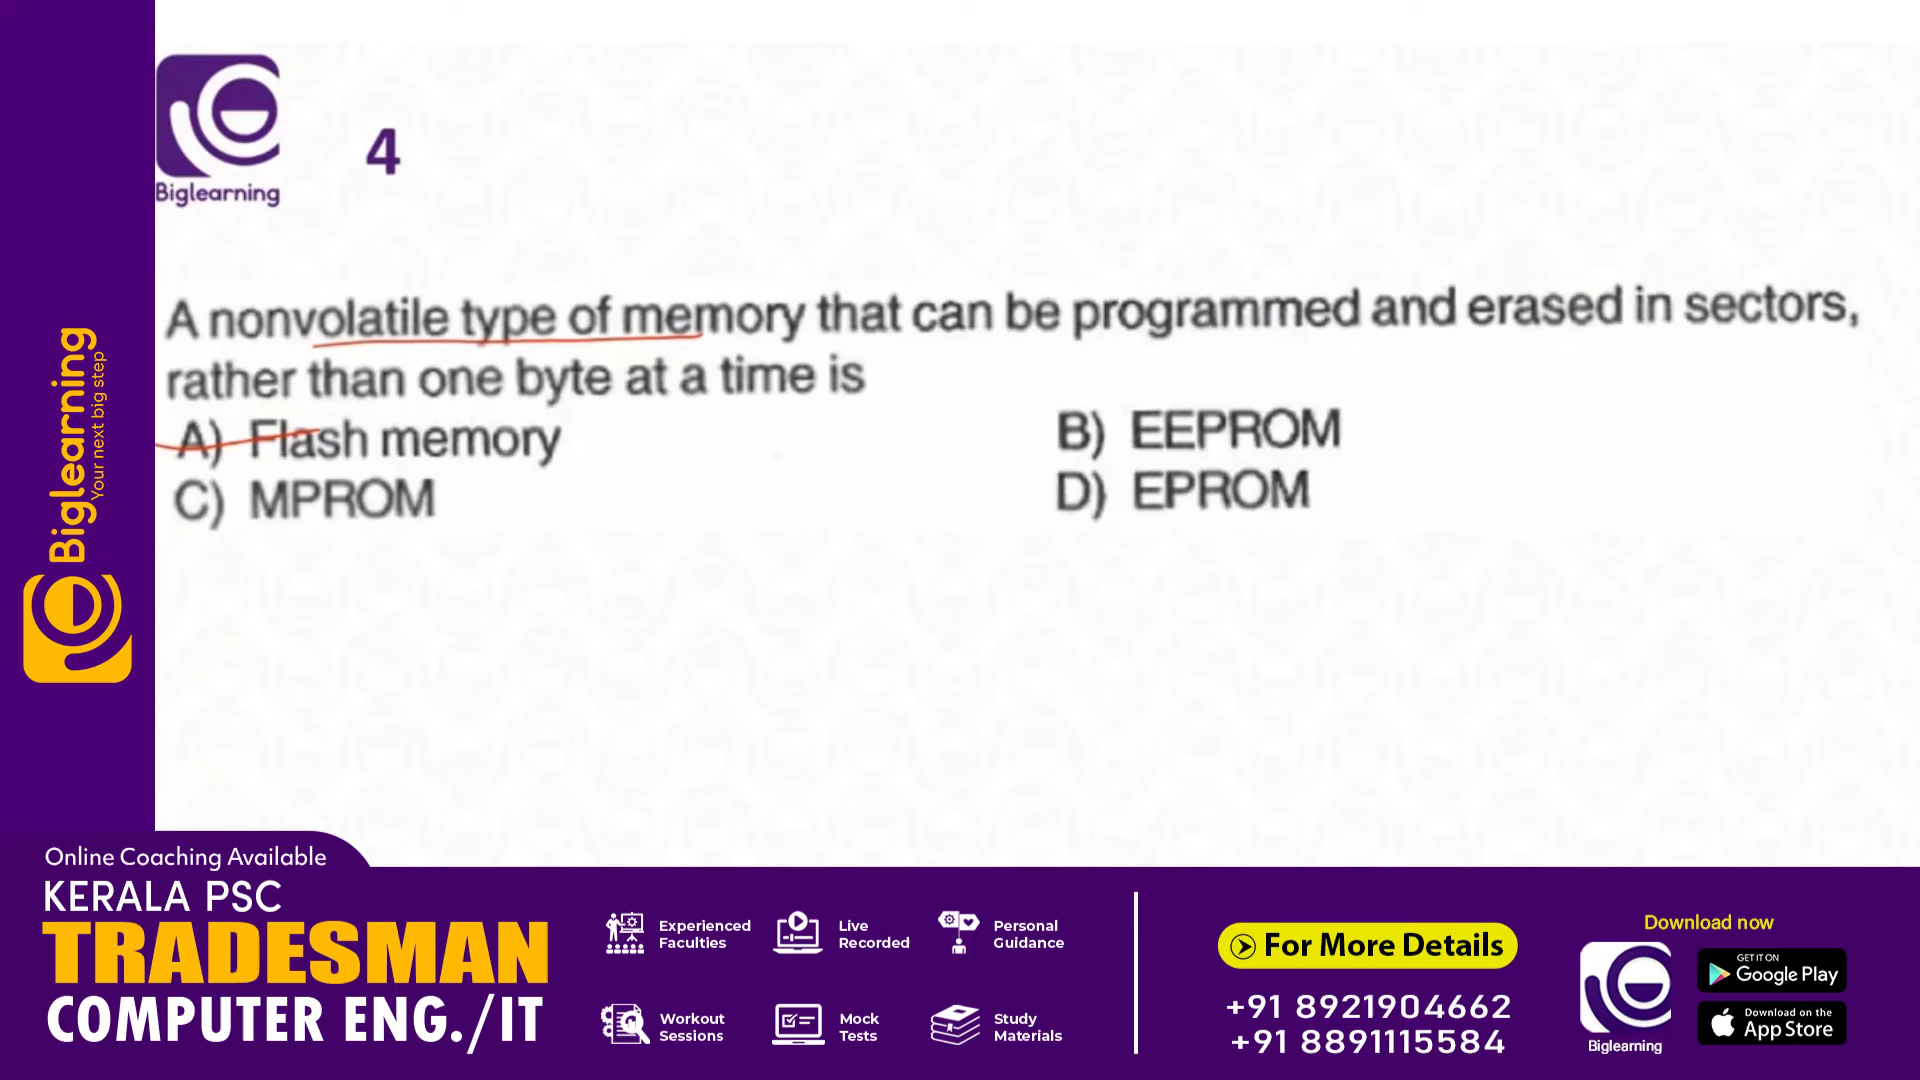 Biglearning
4
A nonvolatile type of memory that can be programmed and erased in sectors,
rather than one byte at a time is
A) Flash memory
B) EEPROM
C) MPROM
D) EPROM
Biglearning
Your next big step
Online Coaching Available
KERALA PSC
TRADESMAN
COMPUTER ENG./IT
Experienced
Faculties
Live
Recorded
Personal
Guidance
Workout
Sessions
Mock
Tests
Study
Materials
For More Details
+91 8921904662
+91 8891115584
Download now
Biglearning
GET IT ON
Google Play
Download on the
App Store